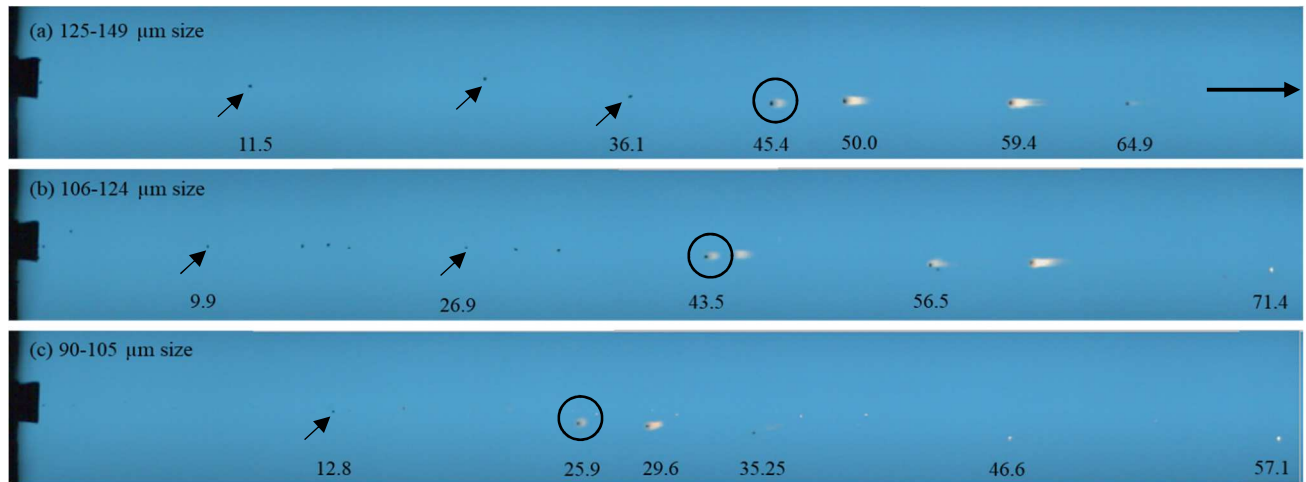 (a) 125-149 μm size
11.5 36.1 45.4 50.0 59.4 64.9
(b) 106-124 μm size
9.9 26.9 43.5 56.5 71.4
(c) 90-105 μm size
12.8 25.9 29.6 35.25 46.6 57.1